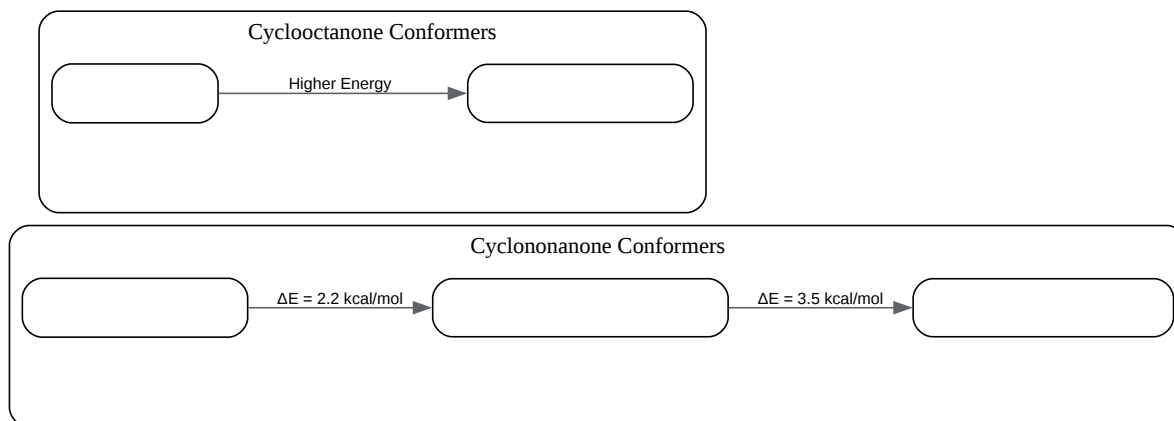 Cyclooctanone Conformers
Higher Energy
Cyclononanone Conformers
ΔE = 2.2 kcal/mol
ΔE = 3.5 kcal/mol